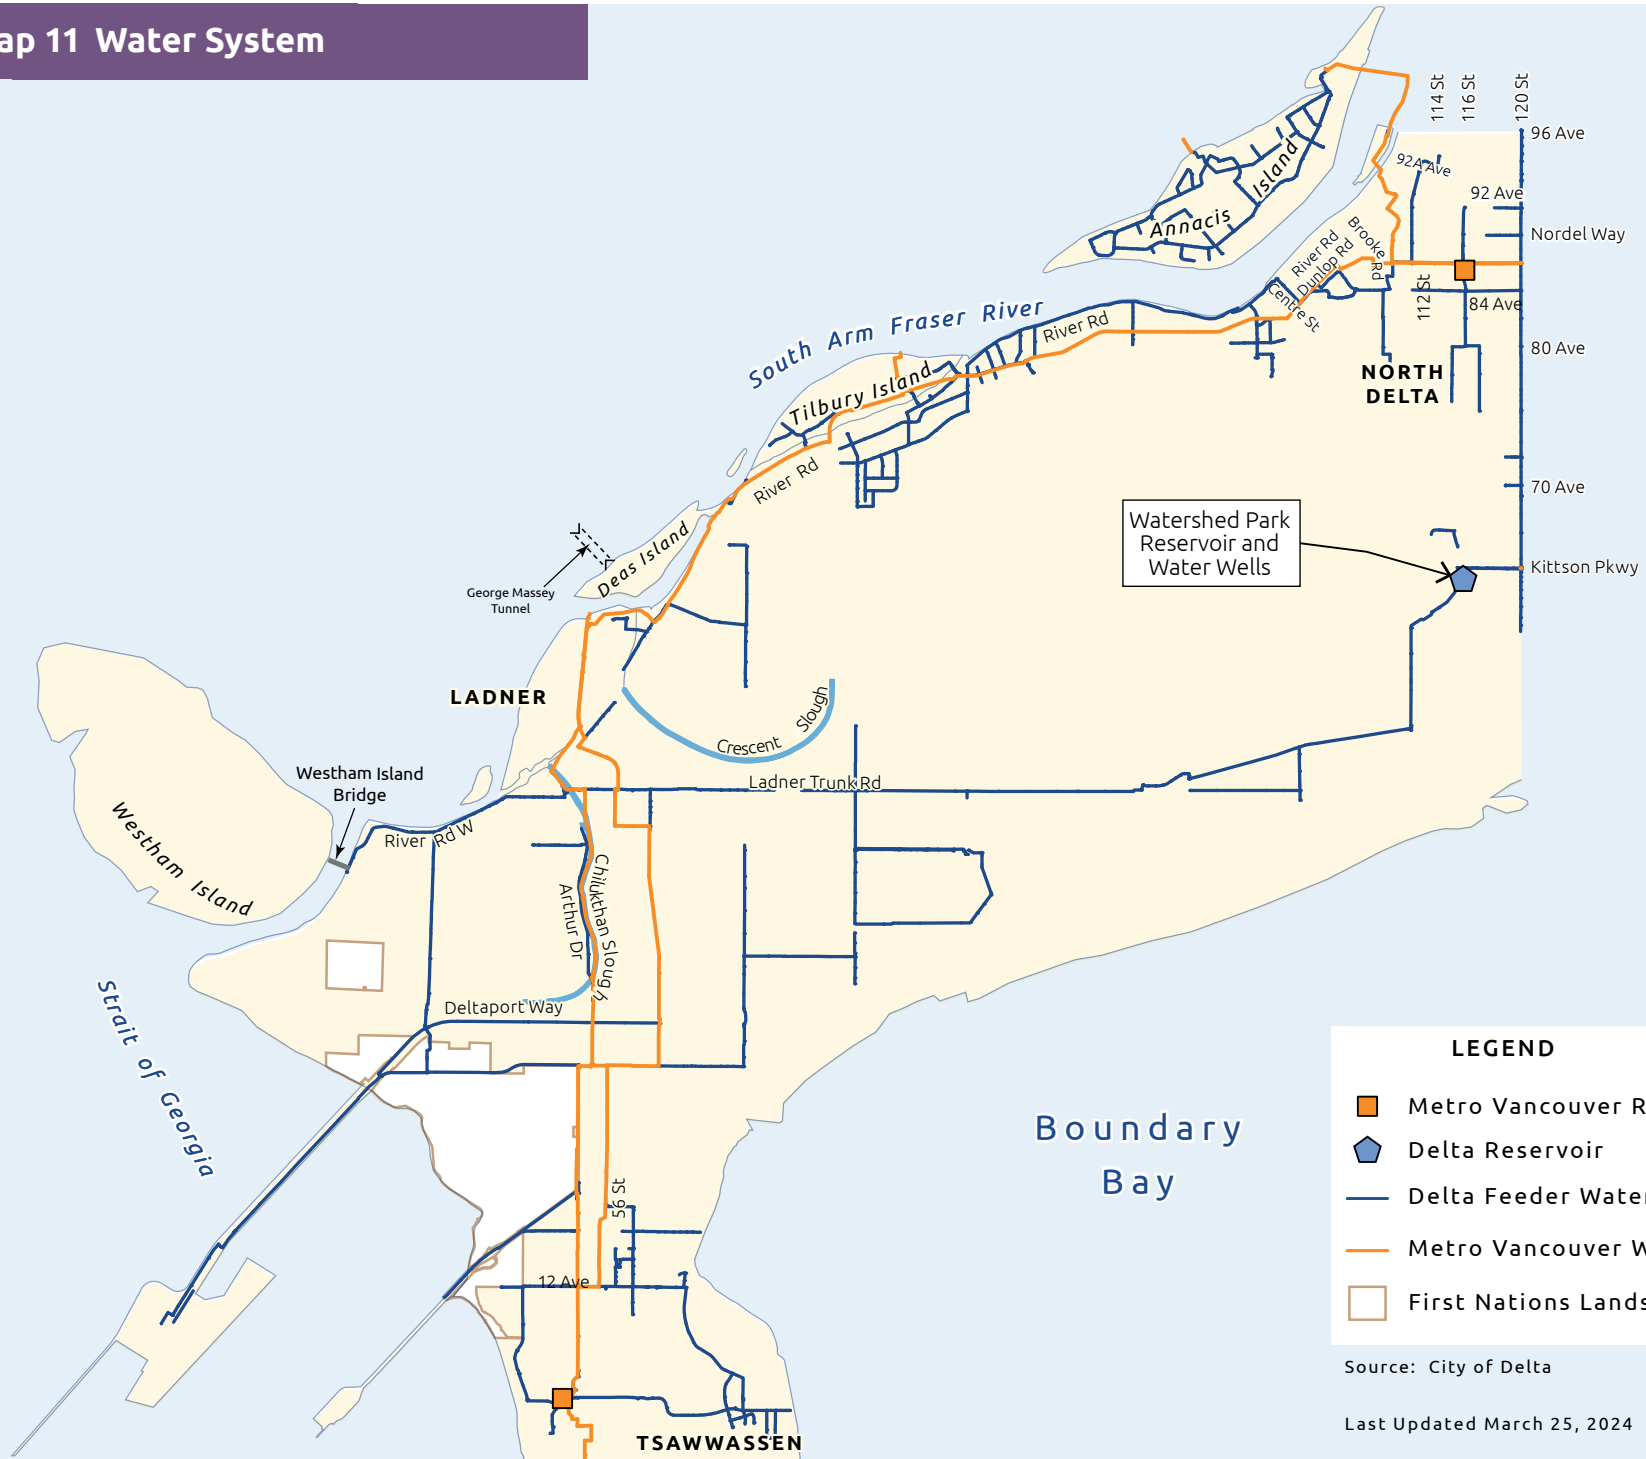 ap 11 Water System
114 St
116 St
120 St
96 Ave
92A Ave
92 Ave
Nordel Way
Annacis Island
River Rd
Dunlop Rd
Brooke Rd
Centre St
112 St
84 Ave
80 Ave
NORTH
DELTA
South Arm Fraser River
River Rd
Tilbury Island
River Rd
70 Ave
Watershed Park
Reservoir and
Water Wells
Kittson Pkwy
Deas Island
George Massey
Tunnel
LADNER
Crescent Slough
Ladner Trunk Rd
Westham Island
Bridge
River Rd W
Westham Island
Chilukthan Slough
Arthur Dr
Deltaport Way
Strait of Georgia
Boundary
Bay
56 St
12 Ave
TSAWWASSEN
LEGEND
Metro Vancouver R
Delta Reservoir
Delta Feeder Water
Metro Vancouver W
First Nations Lands
Source: City of Delta
Last Updated March 25, 2024